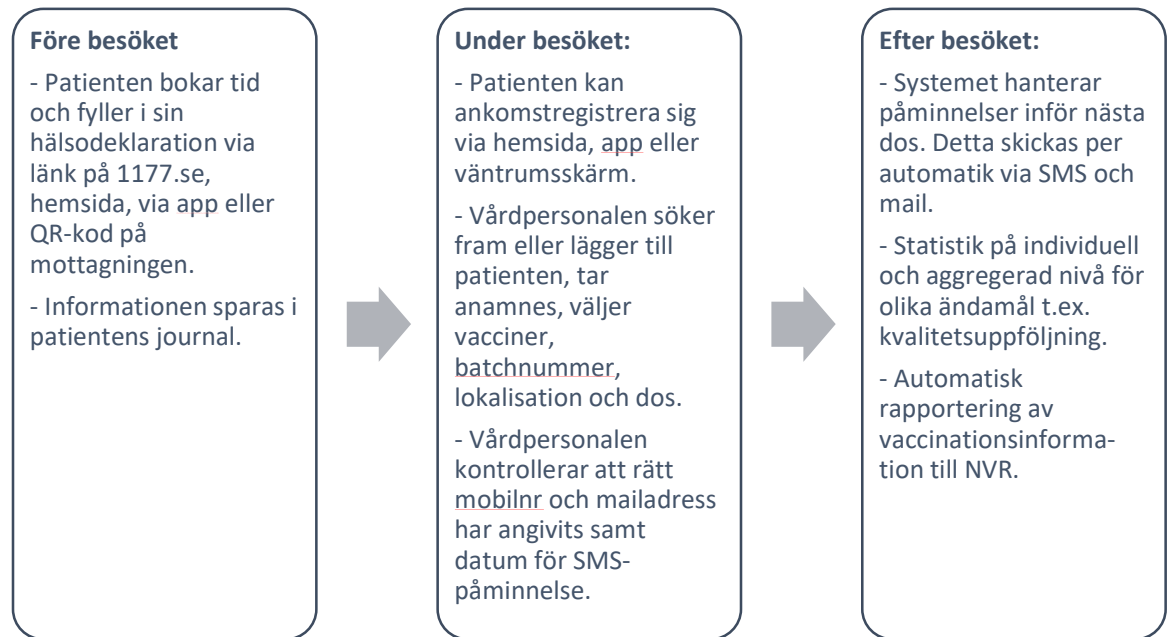 Före besöket
- Patienten bokar tid
och fyller i sin
hälsodeklaration via
länk på 1177.se,
hemsida, via app eller
QR-kod på
mottagningen.
- Informationen sparas i
patientens journal.
Under besöket:
- Patienten kan
ankomstregistrera sig
via hemsida, app eller
väntrumsskärm.
- Vårdpersonalen söker
fram eller lägger till
patienten, tar
anamnes, väljer
vacciner,
batchnummer,
lokalisation och dos.
- Vårdpersonalen
kontrollerar att rätt
mobilnr och mailadress
har angivits samt
datum för SMS-
påminnelse.
Efter besöket:
- Systemet hanterar
påminnelser inför nästa
dos. Detta skickas per
automatik via SMS och
mail.
- Statistik på individuell
och aggregerad nivå för
olika ändamål t.ex.
kvalitetsuppföljning.
- Automatisk
rapportering av
vaccinationsinforma-
tion till NVR.